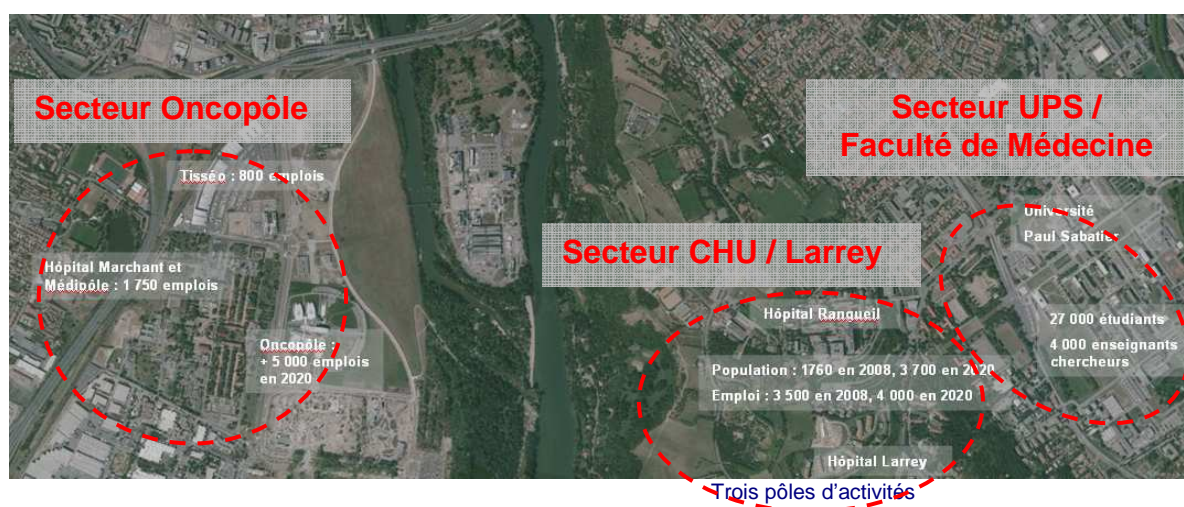 Secteur Oncopôle
Tisséo : 800 emplois
Hôpital Marchant et
Médipôle : 1 750 emplois
Oncopôle :
+ 5 000 emplois
en 2020
Secteur CHU / Larrey
Hôpital Rangueil
Population : 1760 en 2008, 3 700 en 2020
Emploi : 3 500 en 2008, 4 000 en 2020
Hôpital Larrey
Secteur UPS /
Faculté de Médecine
Université
Paul Sabatier
27 000 étudiants
4 000 enseignants
chercheurs
Trois pôles d'activités